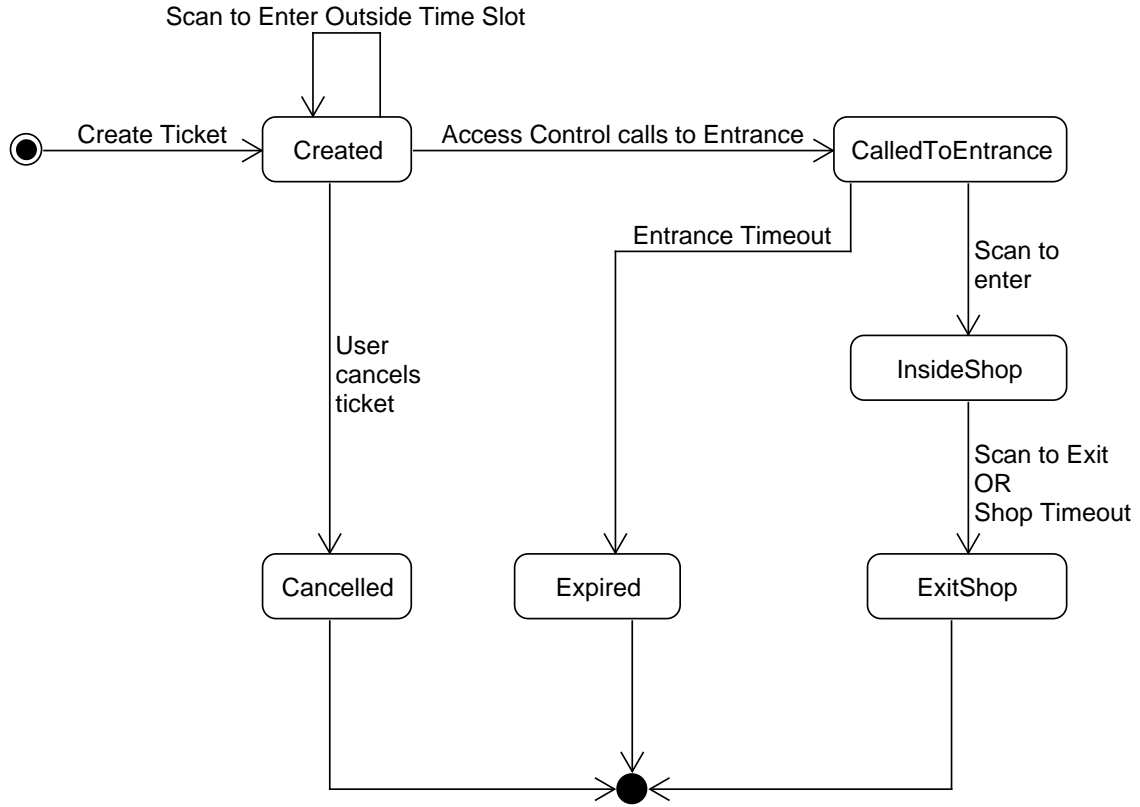 Scan to Enter Outside Time Slot
Create Ticket
Created
Access Control calls to Entrance
CalledToEntrance
Entrance Timeout
Scan to
enter
User
cancels
ticket
InsideShop
Scan to Exit
OR
Shop Timeout
Cancelled
Expired
ExitShop